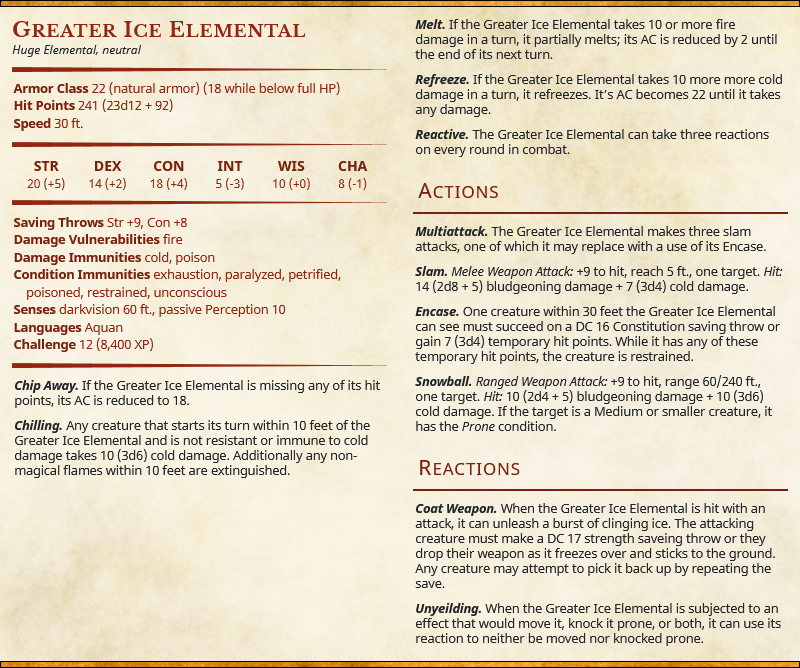 Greater Ice Elemental
Huge Elemental, neutral
Armor Class 22 (natural armor) (18 while below full HP)
Hit Points 241 (23d12 + 92)
Speed 30 ft.
STR DEX CON INT WIS CHA
20 (+5) 14 (+2) 18 (+4) 5 (-3) 10 (+0) 8 (-1)
Saving Throws Str +9, Con +8
Damage Vulnerabilities fire
Damage Immunities cold, poison
Condition Immunities exhaustion, paralyzed, petrified,
poisoned, restrained, unconscious
Senses darkvision 60 ft., passive Perception 10
Languages Aquan
Challenge 12 (8,400 XP)
Chip Away. If the Greater Ice Elemental is missing any of its hit
points, its AC is reduced to 18.
Chilling. Any creature that starts its turn within 10 feet of the
Greater Ice Elemental and is not resistant or immune to cold
damage takes 10 (3d6) cold damage. Additionally any non-
magical flames within 10 feet are extinguished.
Melt. If the Greater Ice Elemental takes 10 or more fire
damage in a turn, it partially melts; its AC is reduced by 2 until
the end of its next turn.
Refreeze. If the Greater Ice Elemental takes 10 more more cold
damage in a turn, it refreezes. It's AC becomes 22 until it takes
any damage.
Reactive. The Greater Ice Elemental can take three reactions
on every round in combat.
Actions
Multiattack. The Greater Ice Elemental makes three slam
attacks, one of which it may replace with a use of its Encase.
Slam. Melee Weapon Attack: +9 to hit, reach 5 ft., one target. Hit:
14 (2d8 + 5) bludgeoning damage + 7 (3d4) cold damage.
Encase. One creature within 30 feet the Greater Ice Elemental
can see must succeed on a DC 16 Constitution saving throw or
gain 7 (3d4) temporary hit points. While it has any of these
temporary hit points, the creature is restrained.
Snowball. Ranged Weapon Attack: +9 to hit, range 60/240 ft.,
one target. Hit: 10 (2d4 + 5) bludgeoning damage + 10 (3d6)
cold damage. If the target is a Medium or smaller creature, it
has the Prone condition.
Reactions
Coat Weapon. When the Greater Ice Elemental is hit with an
attack, it can unleash a burst of clinging ice. The attacking
creature must make a DC 17 strength saveing throw or they
drop their weapon as it freezes over and sticks to the ground.
Any creature may attempt to pick it back up by repeating the
save.
Unyeilding. When the Greater Ice Elemental is subjected to an
effect that would move it, knock it prone, or both, it can use its
reaction to neither be moved nor knocked prone.